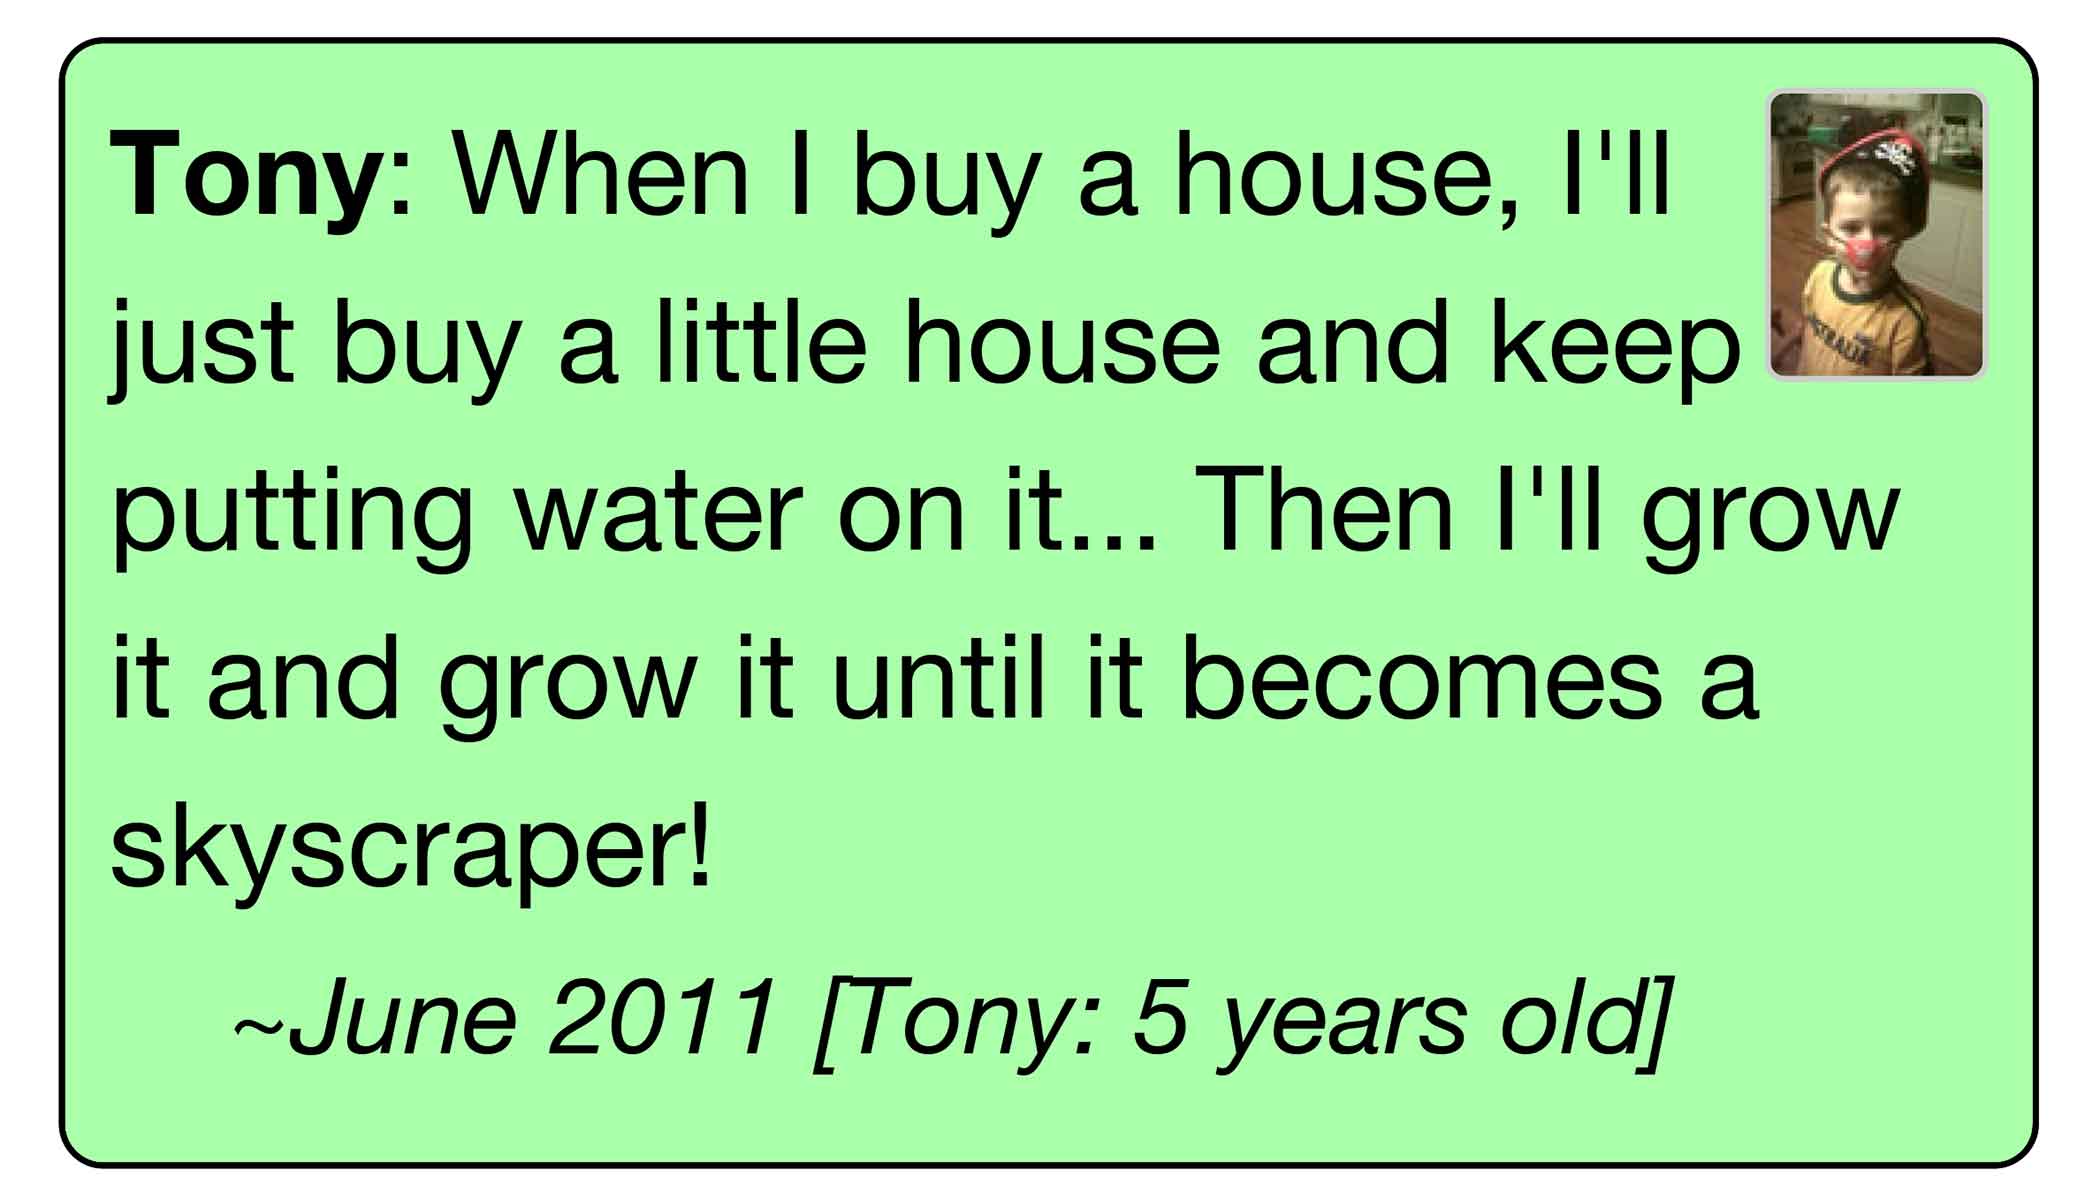 Tony: When I buy a house, I'll
just buy a little house and keep
putting water on it... Then I'll grow
it and grow it until it becomes a
skyscraper!
~June 2011 [Tony: 5 years old]